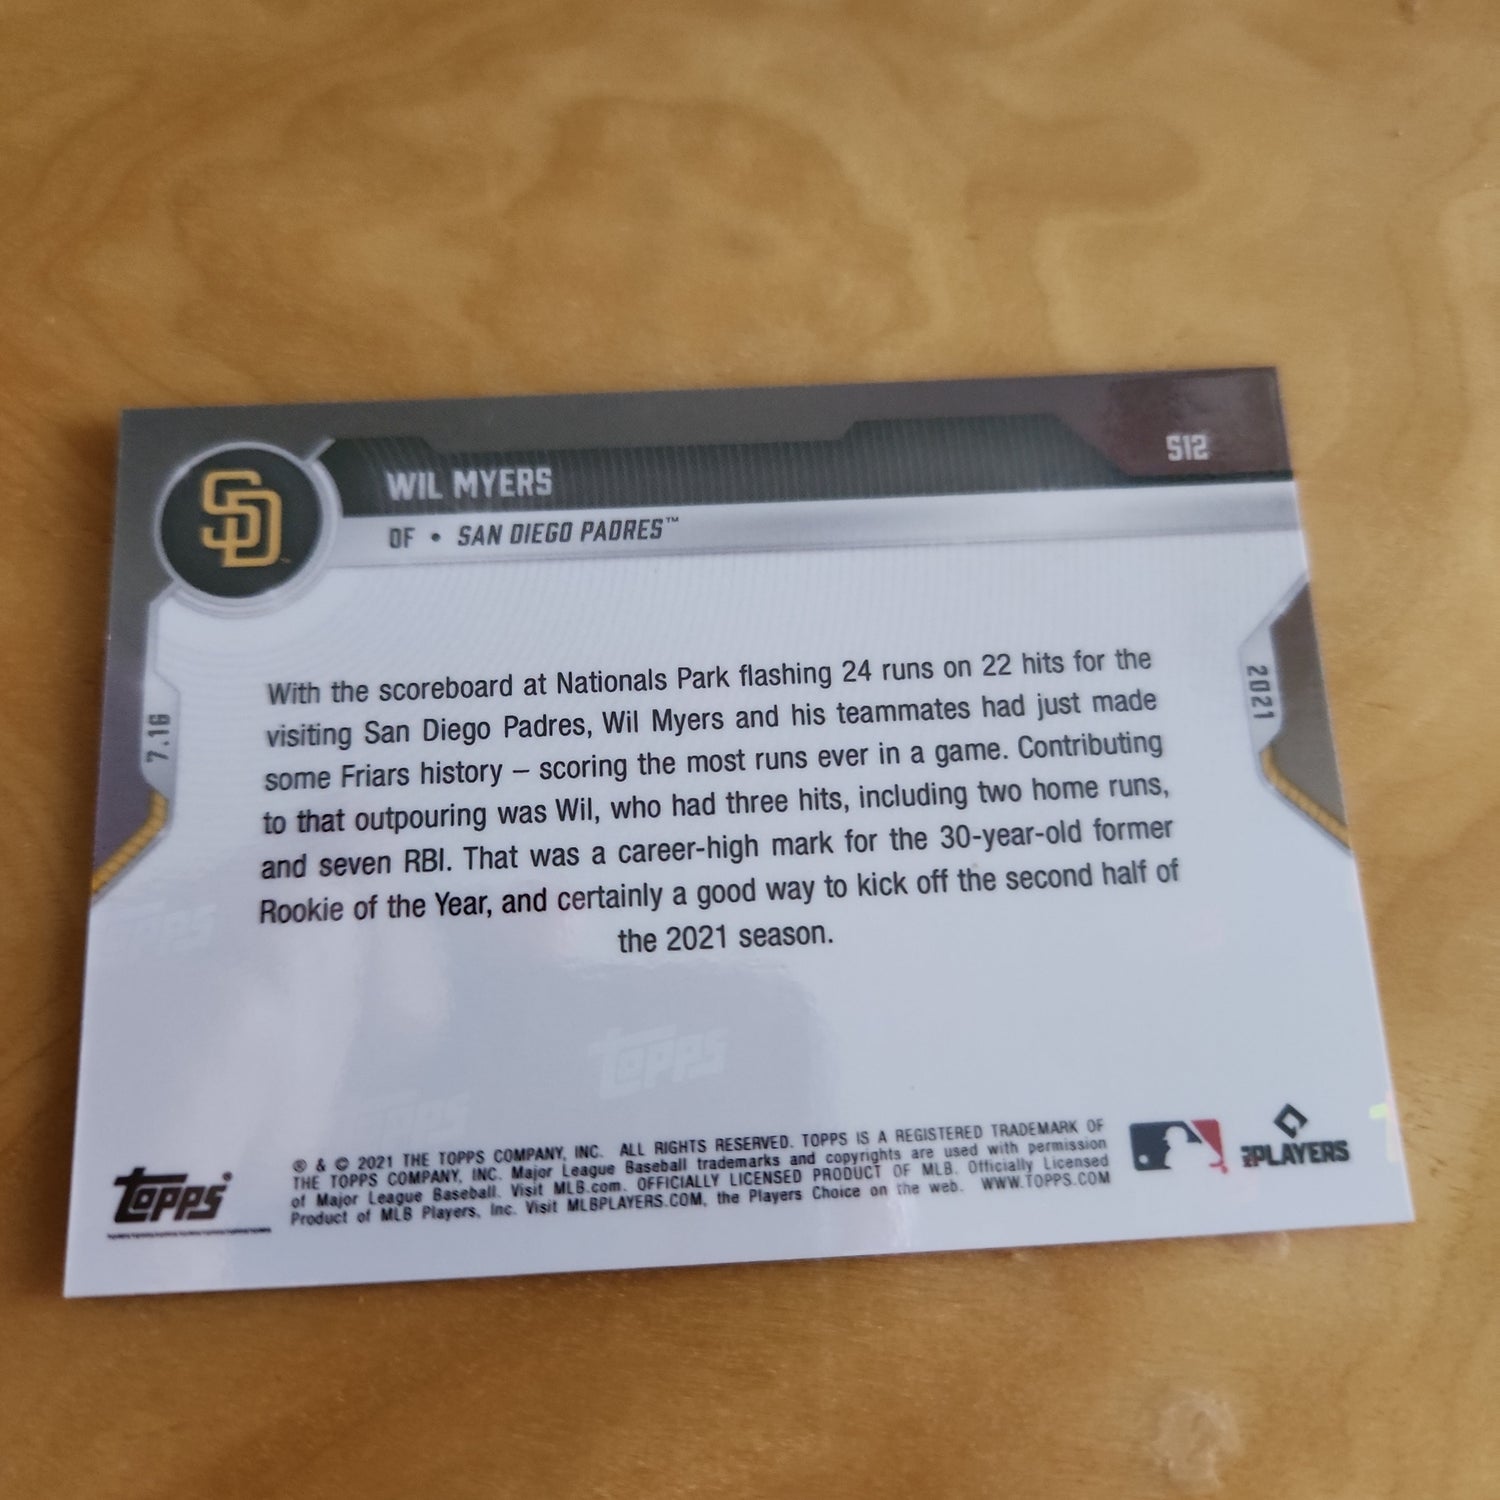 SD
WIL MYERS
512
OF • SAN DIEGO PADRES™
7.16
2021
With the scoreboard at Nationals Park flashing 24 runs on 22 hits for the
visiting San Diego Padres, Wil Myers and his teammates had just made
some Friars history – scoring the most runs ever in a game. Contributing
to that outpouring was Wil, who had three hits, including two home runs,
and seven RBI. That was a career-high mark for the 30-year-old former
Rookie of the Year, and certainly a good way to kick off the second half of
the 2021 season.
topps
topps
topps
topps®
® & © 2021 THE TOPPS COMPANY, INC. ALL RIGHTS RESERVED. TOPPS IS A REGISTERED TRADEMARK OF
THE TOPPS COMPANY, INC. Major League Baseball trademarks and copyrights are used with permission
of Major League Baseball. Visit MLB.com. OFFICIALLY LICENSED PRODUCT OF MLB. Officially Licensed
Product of MLB Players, Inc. Visit MLBPLAYERS.COM, the Players Choice on the web. WWW.TOPPS.COM
PLAYERS